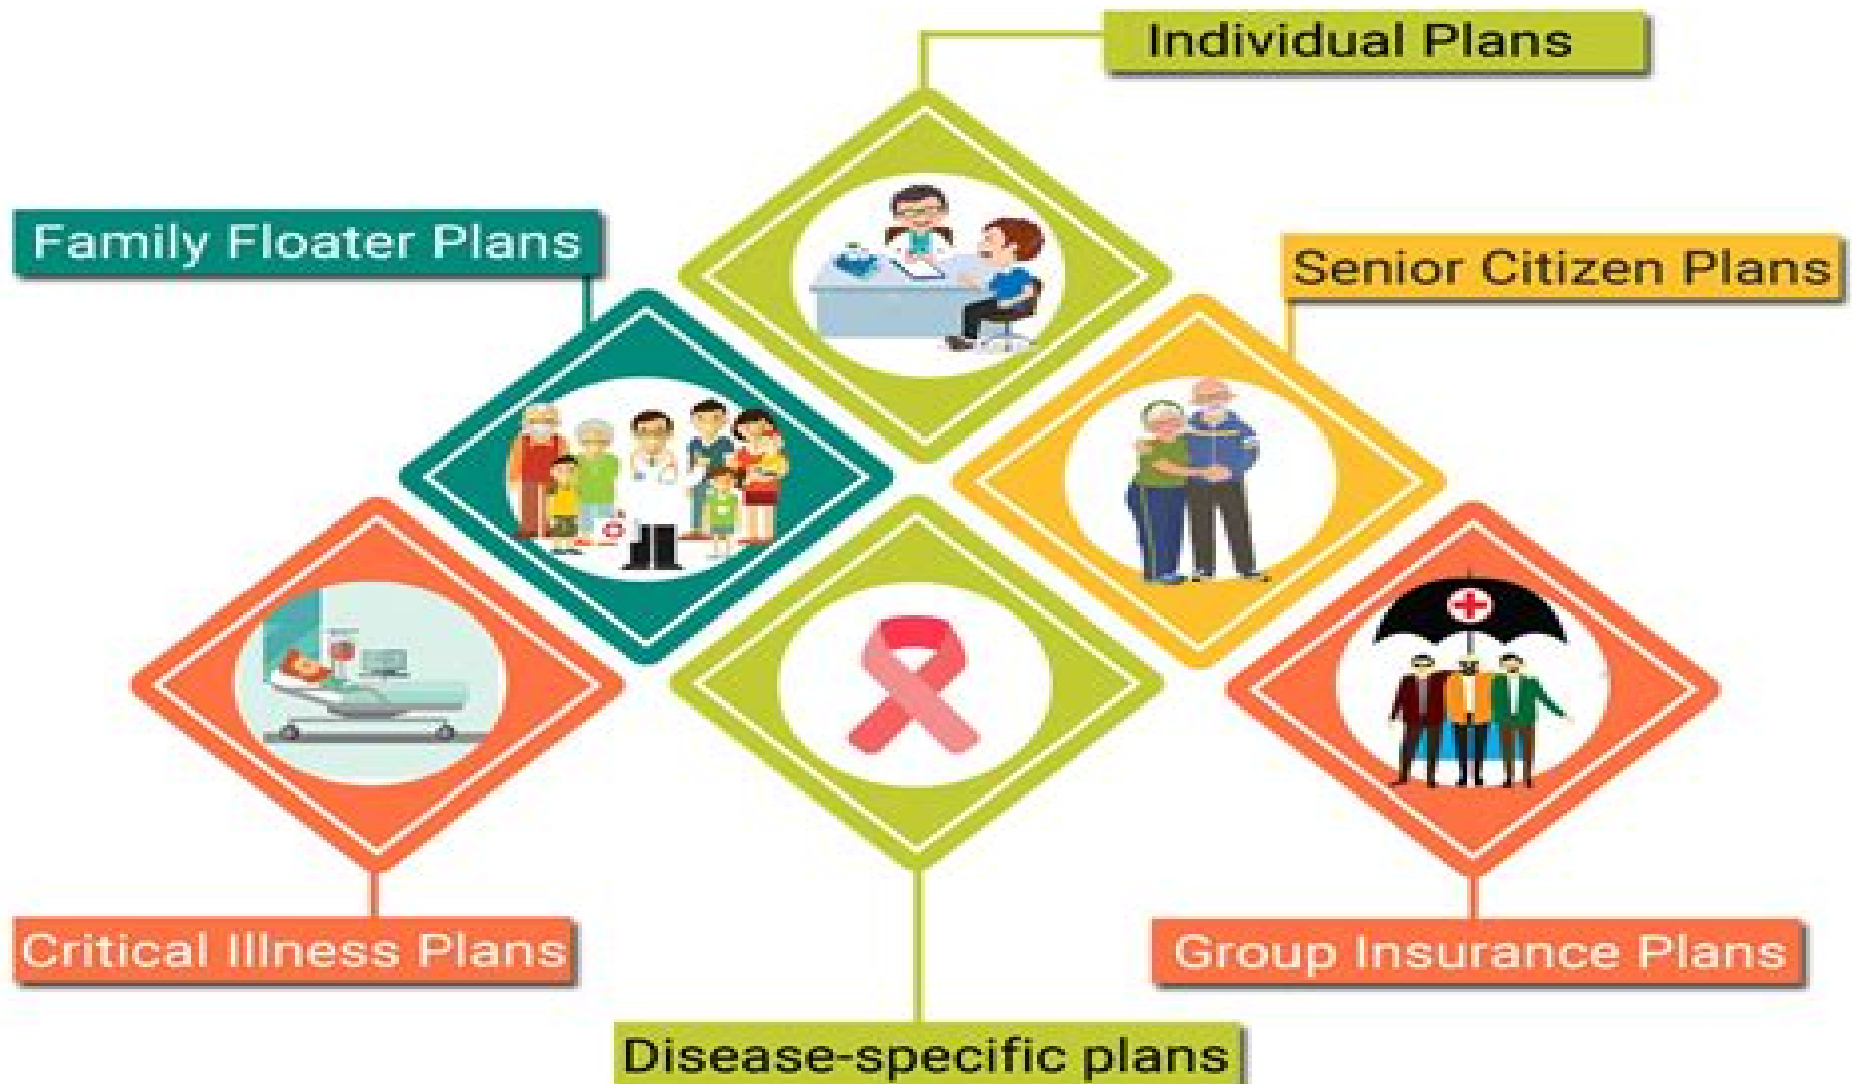 Individual Plans
Family Floater Plans
Senior Citizen Plans
Critical Illness Plans
Group Insurance Plans
Disease-specific plans